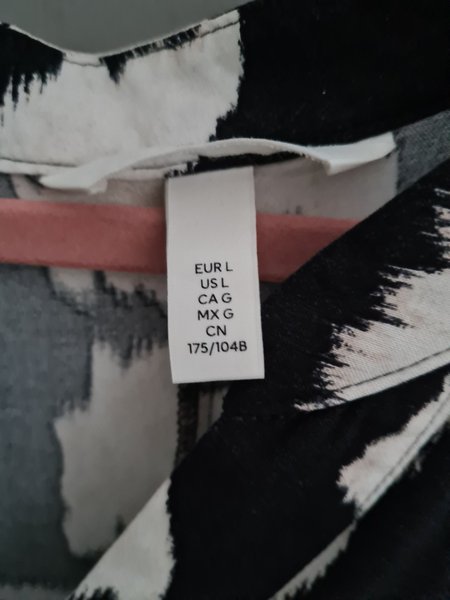 EUR L
US L
CA G
MX G
CN
175/104B